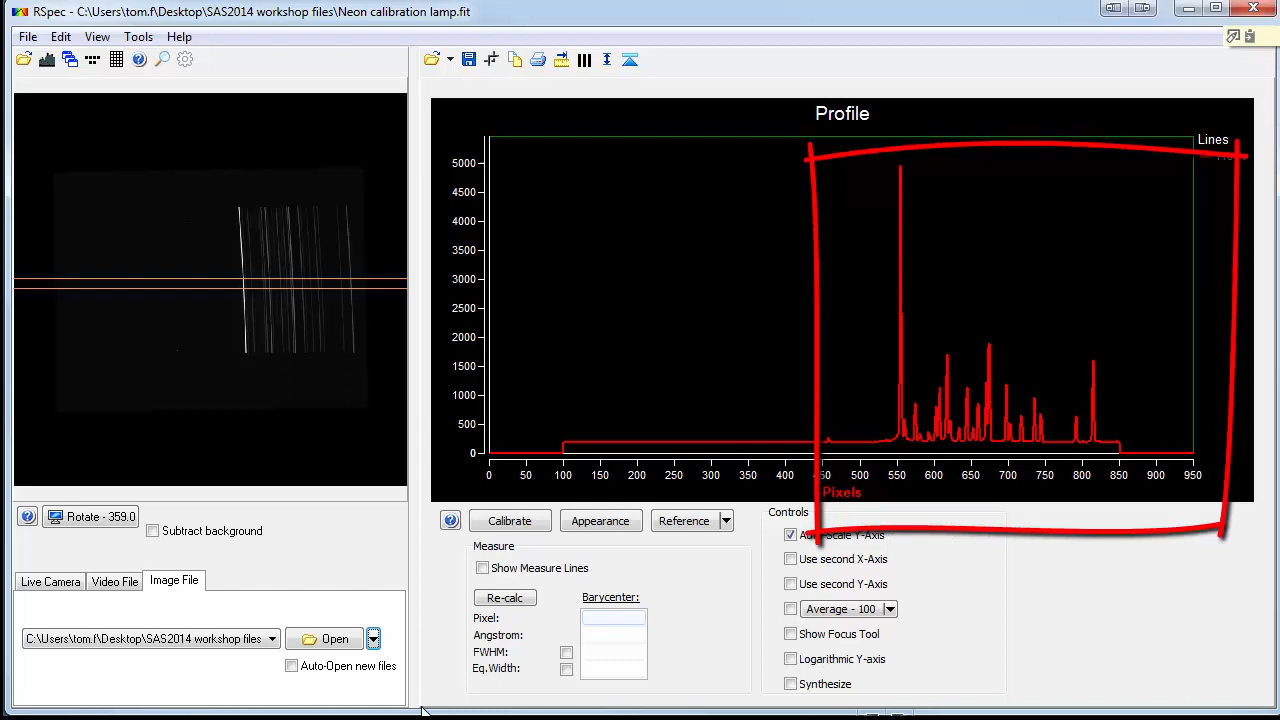 RSpec - C:\Users\tom.f\Desktop\SAS2014 workshop files\Neon calibration lamp.fit
File Edit View Tools Help
Profile
Lines
5000
4500
4000
3500
3000
2500
2000
1500
1000
500
0
0 50 100 150 200 250 300 350 400 450 500 550 600 650 700 750 800 850 900 950
Pixels
Rotate - 359.0
Subtract background
Calibrate Appearance Reference
Controls
Auto-Scale Y-Axis
Use second X-Axis
Use second Y-Axis
Average - 100
Show Focus Tool
Logarithmic Y-axis
Synthesize
Measure
Show Measure Lines
Re-calc Barycenter:
Pixel:
Angstrom:
FWHM:
Eq.Width:
Live Camera Video File Image File
C:\Users\tom.f\Desktop\SAS2014 workshop files Open
Auto-Open new files